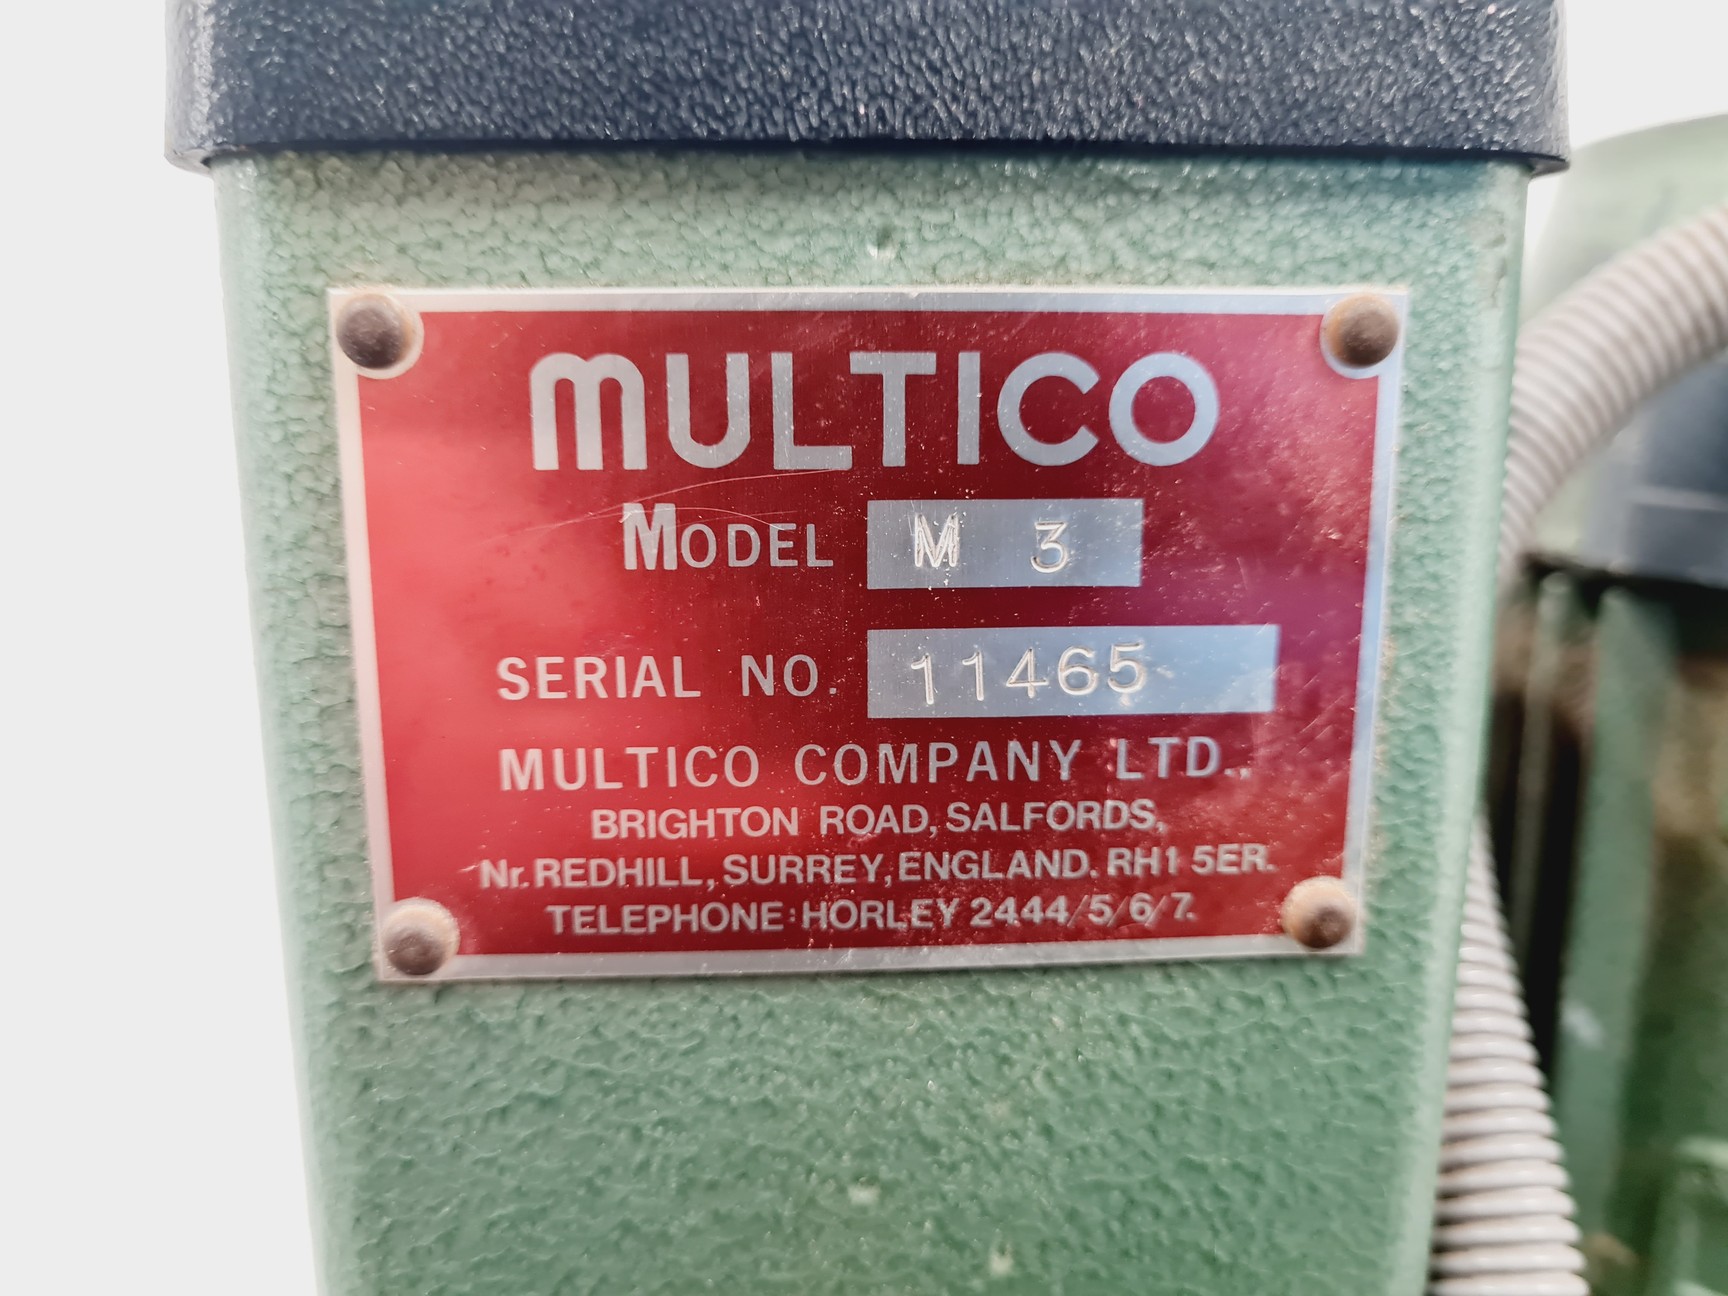 MULTICO
MODEL M 3
SERIAL NO. 11465
MULTICO COMPANY LTD.,
BRIGHTON ROAD, SALFORDS,
Nr. REDHILL, SURREY, ENGLAND. RH1 5ER.
TELEPHONE: HORLEY 2444/5/6/7.